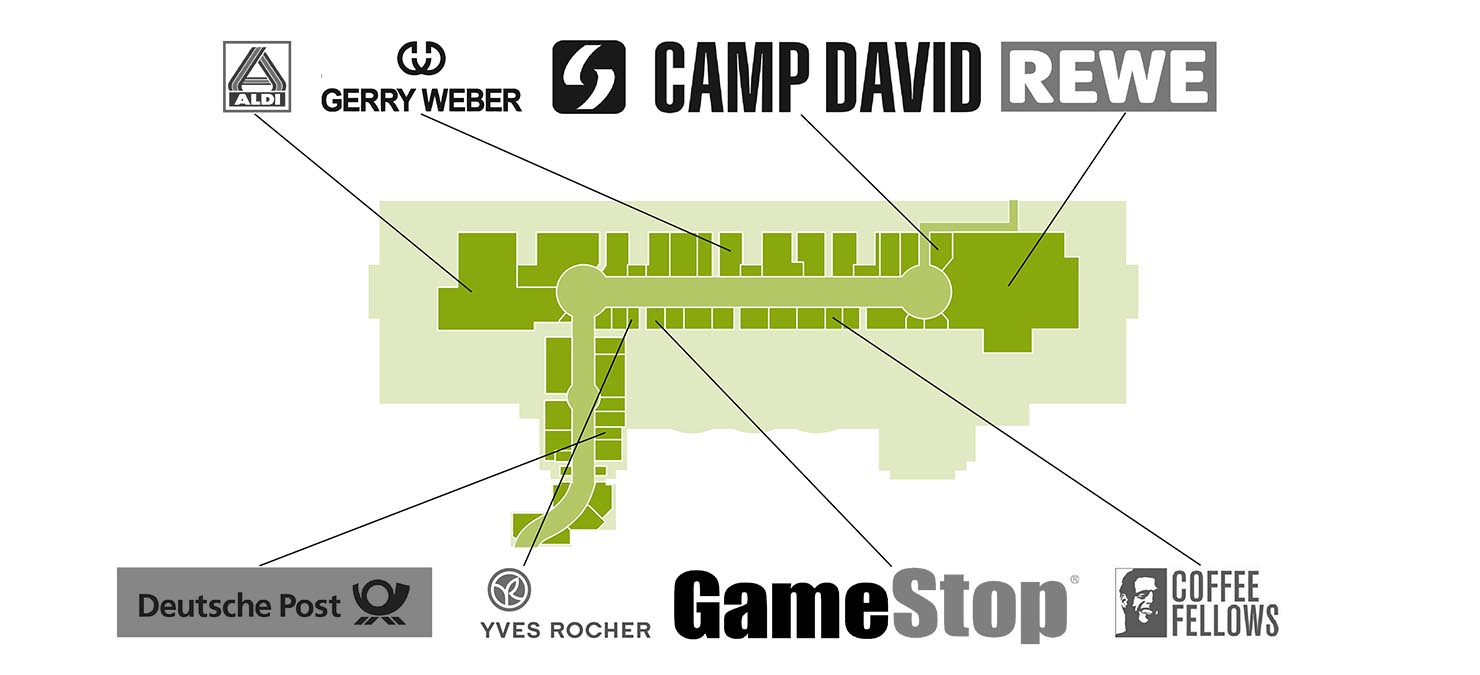 ALDI
GERRY WEBER
CAMP DAVID
REWE
Deutsche Post
YVES ROCHER
GameStop®
COFFEE
FELLOWS